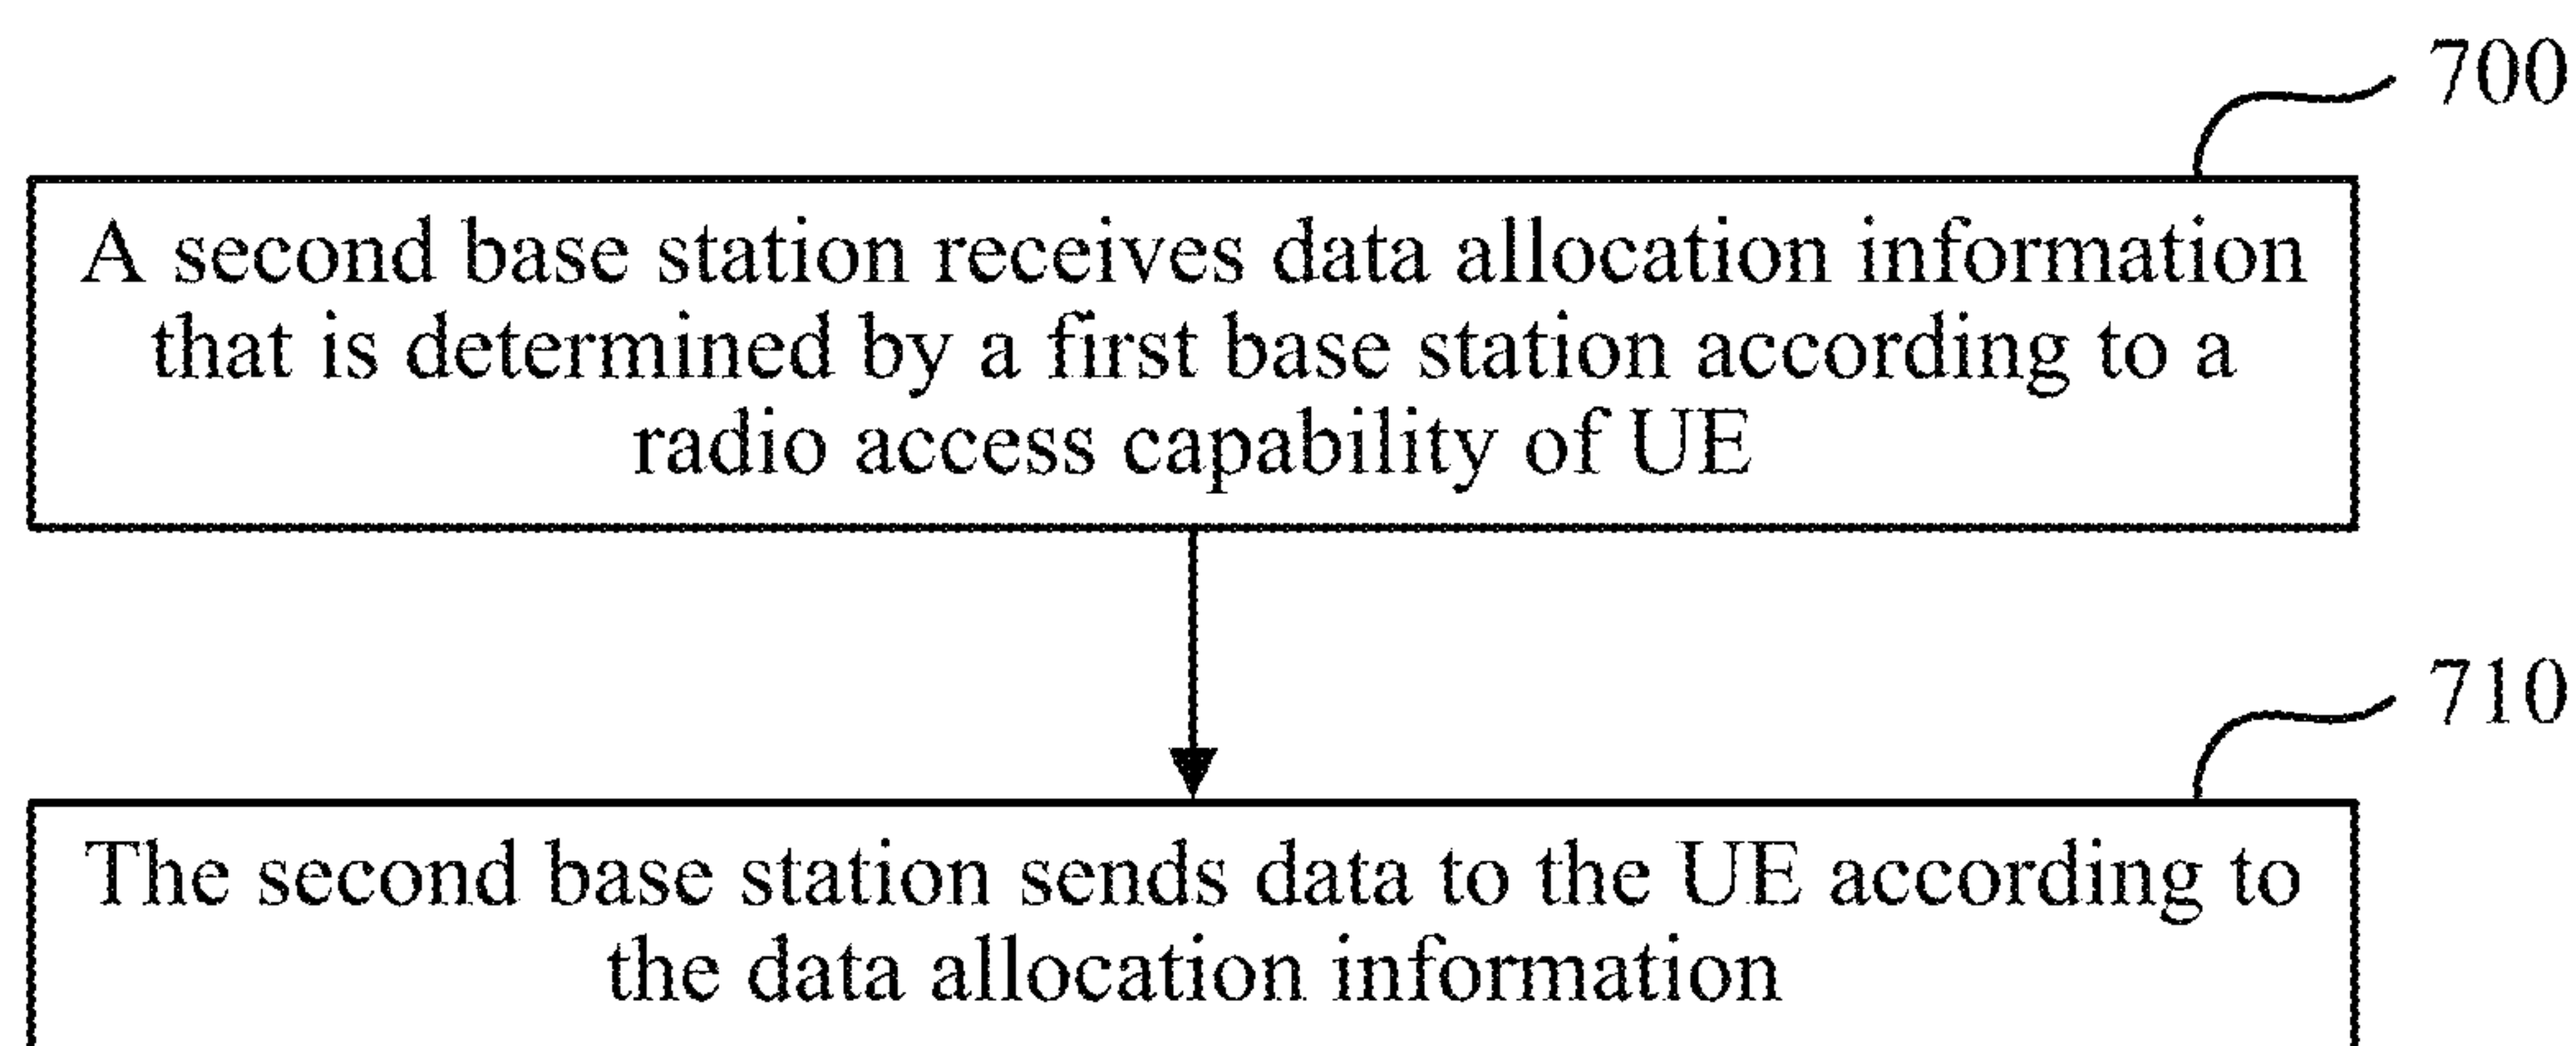 700
A second base station receives data allocation information
that is determined by a first base station according to a
radio access capability of UE
710
The second base station sends data to the UE according to
the data allocation information